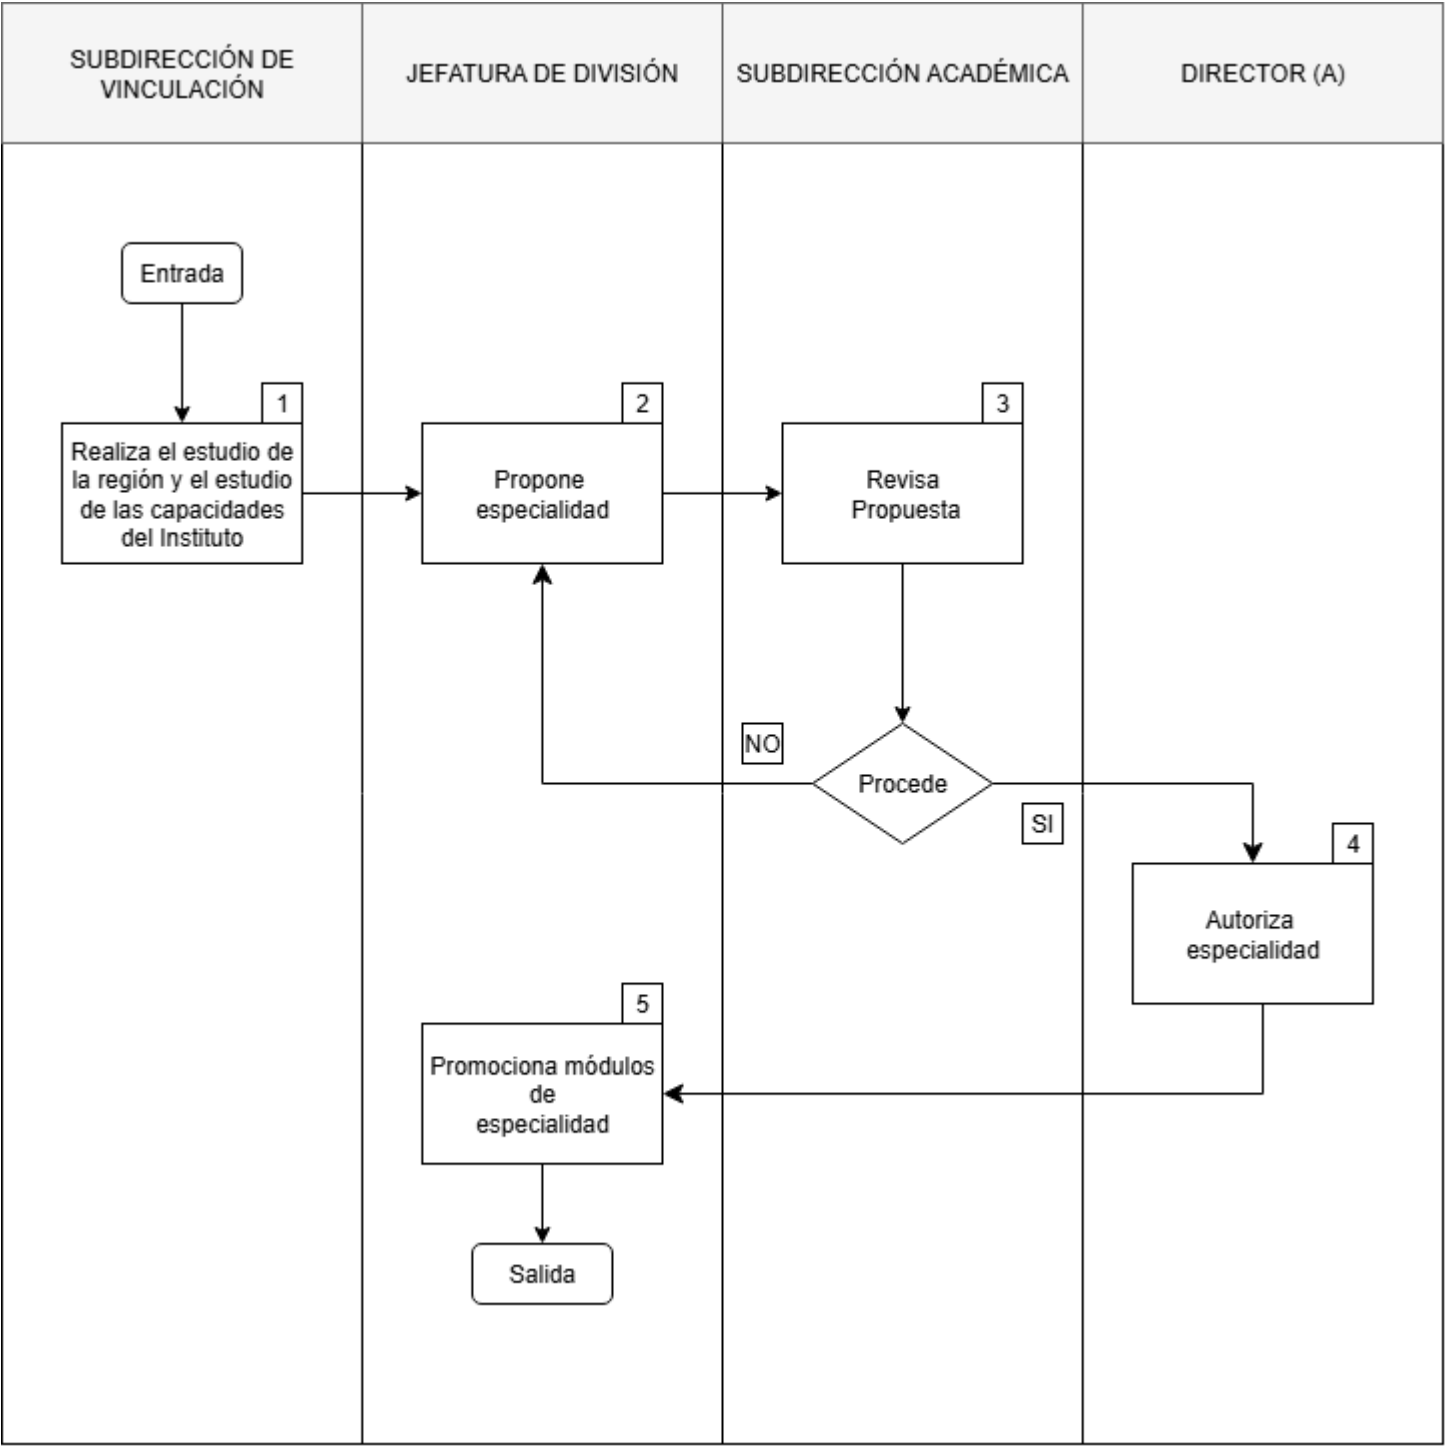 SUBDIRECCIÓN DE
VINCULACIÓN
JEFATURA DE DIVISIÓN
SUBDIRECCIÓN ACADÉMICA
DIRECTOR (A)
Entrada
1
Realiza el estudio de
la región y el estudio
de las capacidades
del Instituto
2
Propone
especialidad
3
Revisa
Propuesta
NO
Procede
SI
4
Autoriza
especialidad
5
Promociona módulos
de
especialidad
Salida